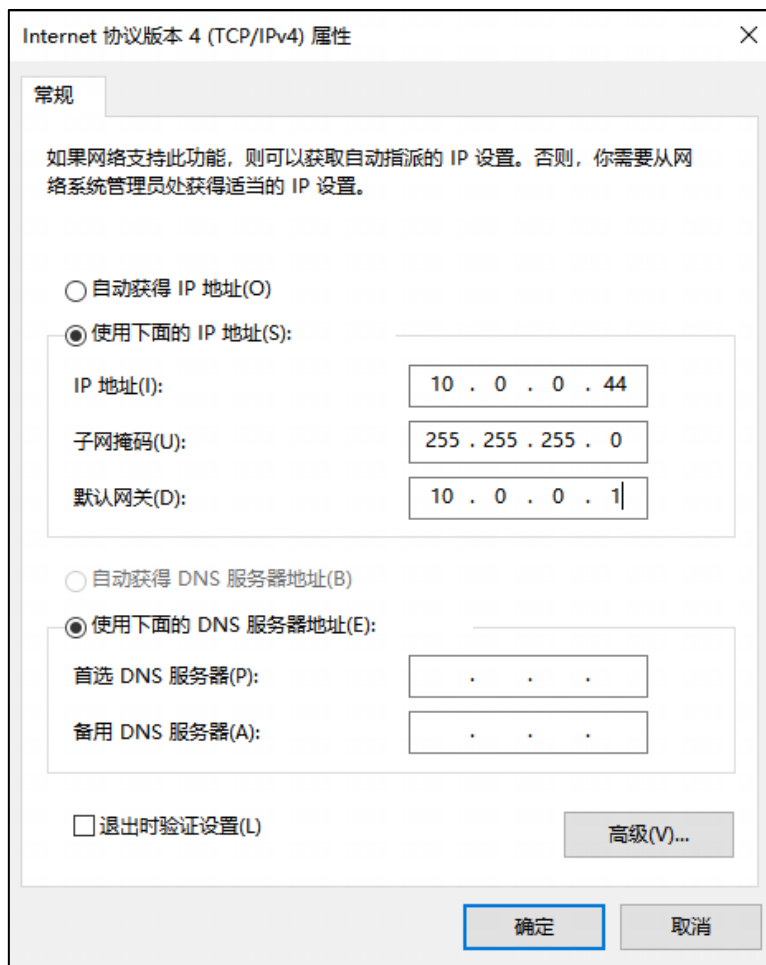 Internet 协议版本 4 (TCP/IPv4) 属性
常规
如果网络支持此功能，则可以获取自动指派的 IP 设置。否则，你需要从网
络系统管理员处获得适当的 IP 设置。
自动获得 IP 地址(O)
使用下面的 IP 地址(S):
IP 地址(I): 10 . 0 . 0 . 44
子网掩码(U): 255 . 255 . 255 . 0
默认网关(D): 10 . 0 . 0 . 1
自动获得 DNS 服务器地址(B)
使用下面的 DNS 服务器地址(E):
首选 DNS 服务器(P): . . .
备用 DNS 服务器(A): . . .
退出时验证设置(L)
高级(V)...
确定 取消